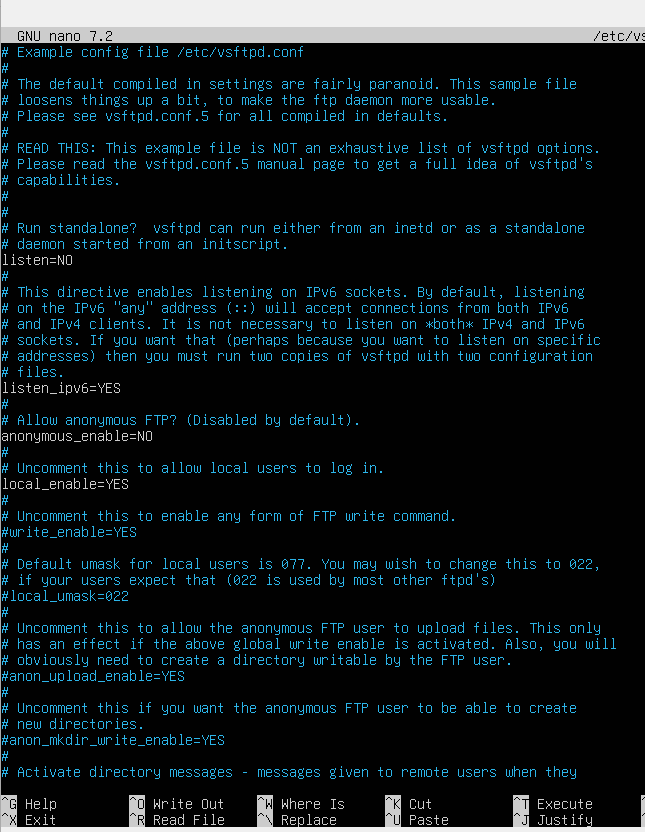 GNU nano 7.2 /etc/vs
# Example config file /etc/vsftpd.conf
#
# The default compiled in settings are fairly paranoid. This sample file
# loosens things up a bit, to make the ftp daemon more usable.
# Please see vsftpd.conf.5 for all compiled in defaults.
#
# READ THIS: This example file is NOT an exhaustive list of vsftpd options.
# Please read the vsftpd.conf.5 manual page to get a full idea of vsftpd's
# capabilities.
#
#
# Run standalone?  vsftpd can run either from an inetd or as a standalone
# daemon started from an initscript.
listen=NO
#
# This directive enables listening on IPv6 sockets. By default, listening
# on the IPv6 "any" address (::) will accept connections from both IPv6
# and IPv4 clients. It is not necessary to listen on *both* IPv4 and IPv6
# sockets. If you want that (perhaps because you want to listen on specific
# addresses) then you must run two copies of vsftpd with two configuration
# files.
listen_ipv6=YES
#
# Allow anonymous FTP? (Disabled by default).
anonymous_enable=NO
#
# Uncomment this to allow local users to log in.
local_enable=YES
#
# Uncomment this to enable any form of FTP write command.
#write_enable=YES
#
# Default umask for local users is 077. You may wish to change this to 022,
# if your users expect that (022 is used by most other ftpd's)
#local_umask=022
#
# Uncomment this to allow the anonymous FTP user to upload files. This only
# has an effect if the above global write enable is activated. Also, you will
# obviously need to create a directory writable by the FTP user.
#anon_upload_enable=YES
#
# Uncomment this if you want the anonymous FTP user to be able to create
# new directories.
#anon_mkdir_write_enable=YES
#
# Activate directory messages - messages given to remote users when they
^G Help ^O Write Out ^W Where Is ^K Cut ^T Execute
^X Exit ^R Read File ^\ Replace ^U Paste ^J Justify